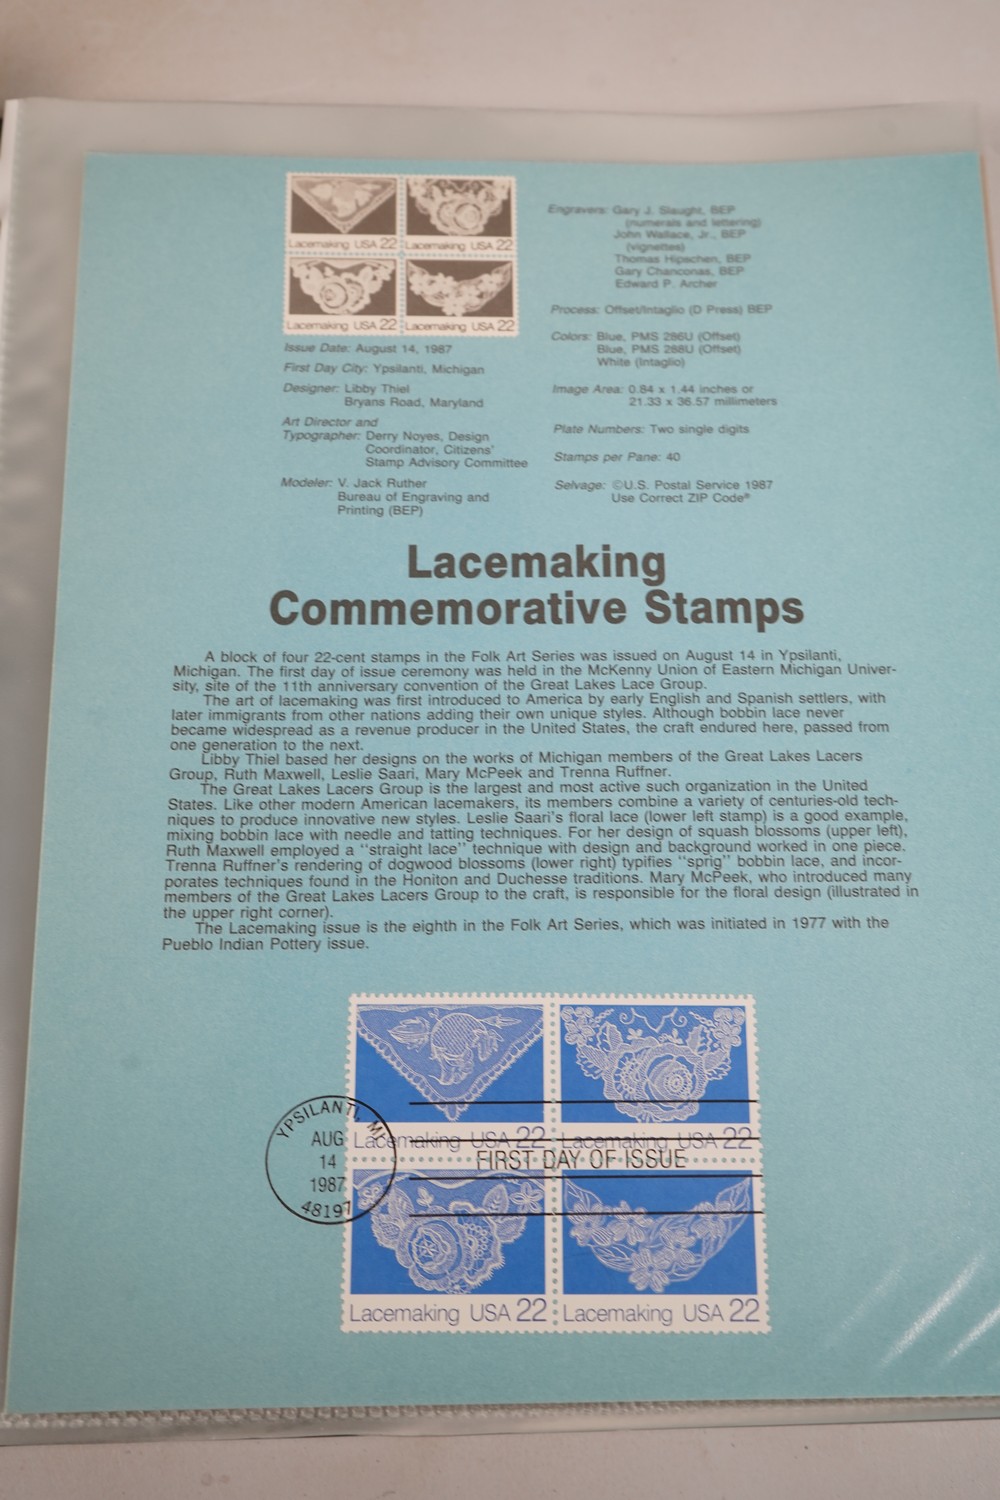 Lacemaking USA 22 Lacemaking USA 22
Lacemaking USA 22 Lacemaking USA 22
Issue Date: August 14, 1987
First Day City: Ypsilanti, Michigan
Designer: Libby Thiel
Bryans Road, Maryland
Art Director and
Typographer: Derry Noyes, Design
Coordinator, Citizens'
Stamp Advisory Committee
Modeler: V. Jack Ruther
Bureau of Engraving and
Printing (BEP)
Engravers: Gary J. Slaught, BEP
(numerals and lettering)
John Wallace, Jr., BEP
(vignettes)
Thomas Hipschen, BEP
Gary Chanconas, BEP
Edward P. Archer
Process: Offset/Intaglio (D Press) BEP
Colors: Blue, PMS 286U (Offset)
Blue, PMS 288U (Offset)
White (Intaglio)
Image Area: 0.84 x 1.44 inches or
21.33 x 36.57 millimeters
Plate Numbers: Two single digits
Stamps per Pane: 40
Selvage: ©U.S. Postal Service 1987
Use Correct ZIP Code®
Lacemaking
Commemorative Stamps
A block of four 22-cent stamps in the Folk Art Series was issued on August 14 in Ypsilanti,
Michigan. The first day of issue ceremony was held in the McKenny Union of Eastern Michigan Univer-
sity, site of the 11th anniversary convention of the Great Lakes Lace Group.
The art of lacemaking was first introduced to America by early English and Spanish settlers, with
later immigrants from other nations adding their own unique styles. Although bobbin lace never
became widespread as a revenue producer in the United States, the craft endured here, passed from
one generation to the next.
Libby Thiel based her designs on the works of Michigan members of the Great Lakes Lacers
Group, Ruth Maxwell, Leslie Saari, Mary McPeek and Trenna Ruffner.
The Great Lakes Lacers Group is the largest and most active such organization in the United
States. Like other modern American lacemakers, its members combine a variety of centuries-old tech-
niques to produce innovative new styles. Leslie Saari's floral lace (lower left stamp) is a good example,
mixing bobbin lace with needle and tatting techniques. For her design of squash blossoms (upper left),
Ruth Maxwell employed a "straight lace" technique with design and background worked in one piece.
Trenna Ruffner's rendering of dogwood blossoms (lower right) typifies "sprig" bobbin lace, and incor-
porates techniques found in the Honiton and Duchesse traditions. Mary McPeek, who introduced many
members of the Great Lakes Lacers Group to the craft, is responsible for the floral design (illustrated in
the upper right corner).
The Lacemaking issue is the eighth in the Folk Art Series, which was initiated in 1977 with the
Pueblo Indian Pottery issue.
YPSILANTI, MI
AUG
14
1987
48197
Lacemaking USA 22 Lacemaking USA 22
FIRST DAY OF ISSUE
Lacemaking USA 22 Lacemaking USA 22